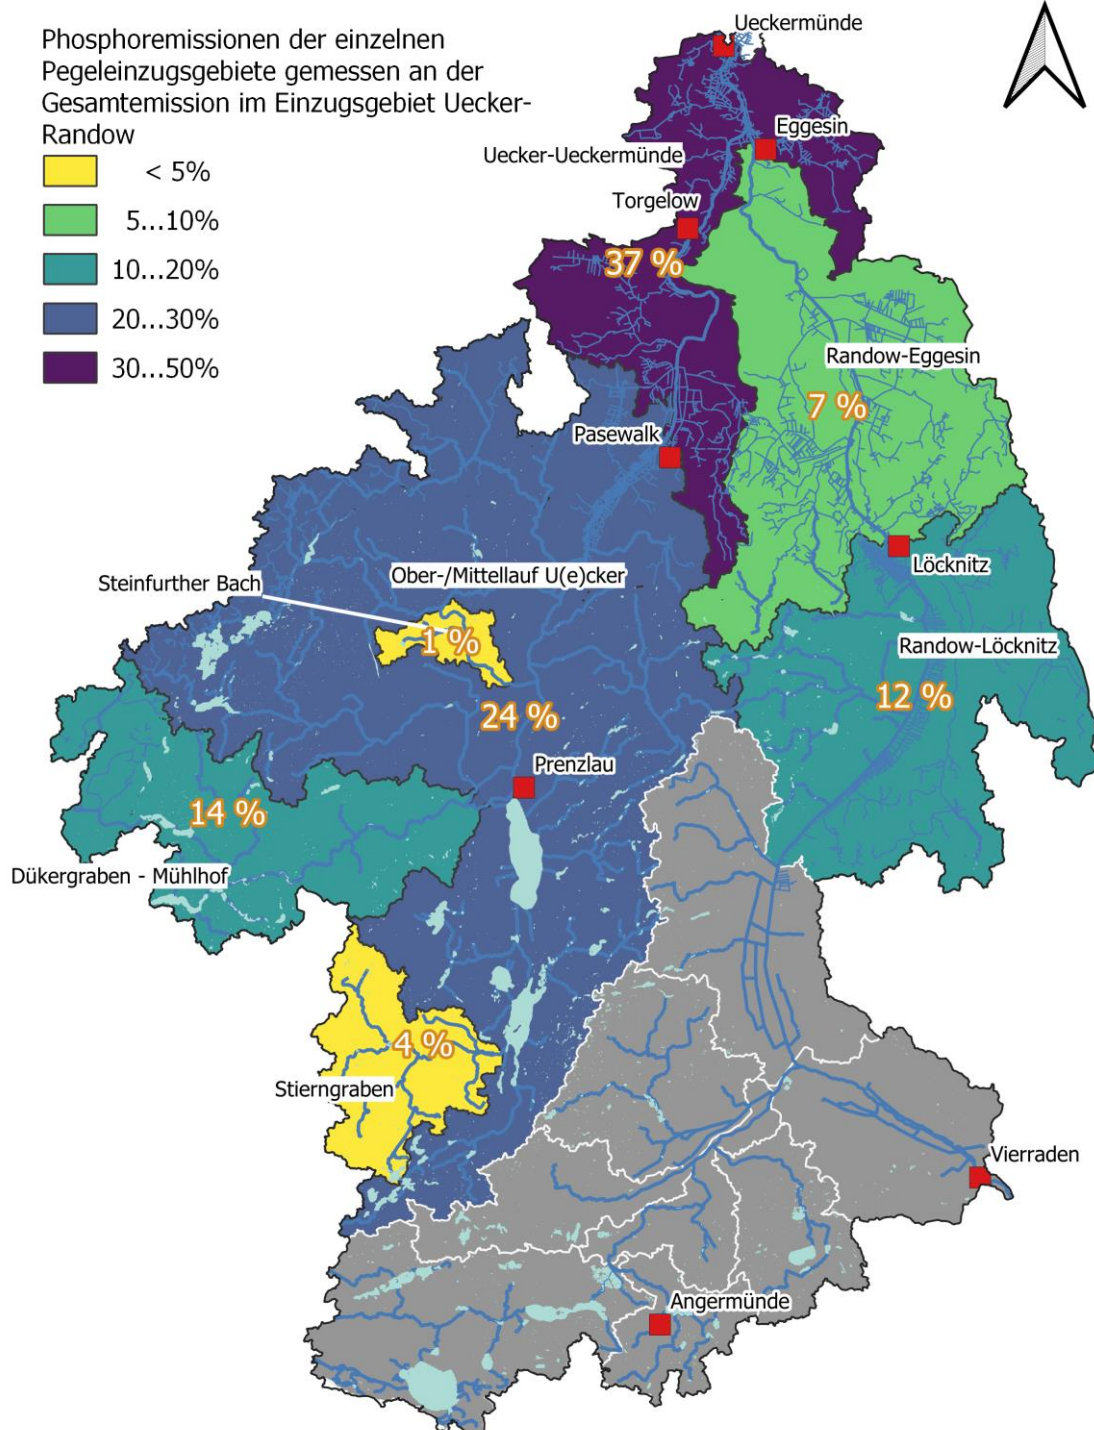 Phosphoremissionen der einzelnen
Pegeleinzugsgebiete gemessen an der
Gesamtemission im Einzugsgebiet Uecker-
Randow
< 5%
5...10%
10...20%
20...30%
30...50%
Ueckermünde
Eggesin
Uecker-Ueckermünde
Torgelow
37 %
Randow-Eggesin
7 %
Pasewalk
Löcknitz
Ober-/Mittellauf U(e)cker
Steinfurther Bach
1 %
Randow-Löcknitz
12 %
24 %
Prenzlau
14 %
Dükergraben - Mühlhof
4 %
Stierngraben
Vierraden
Angermünde